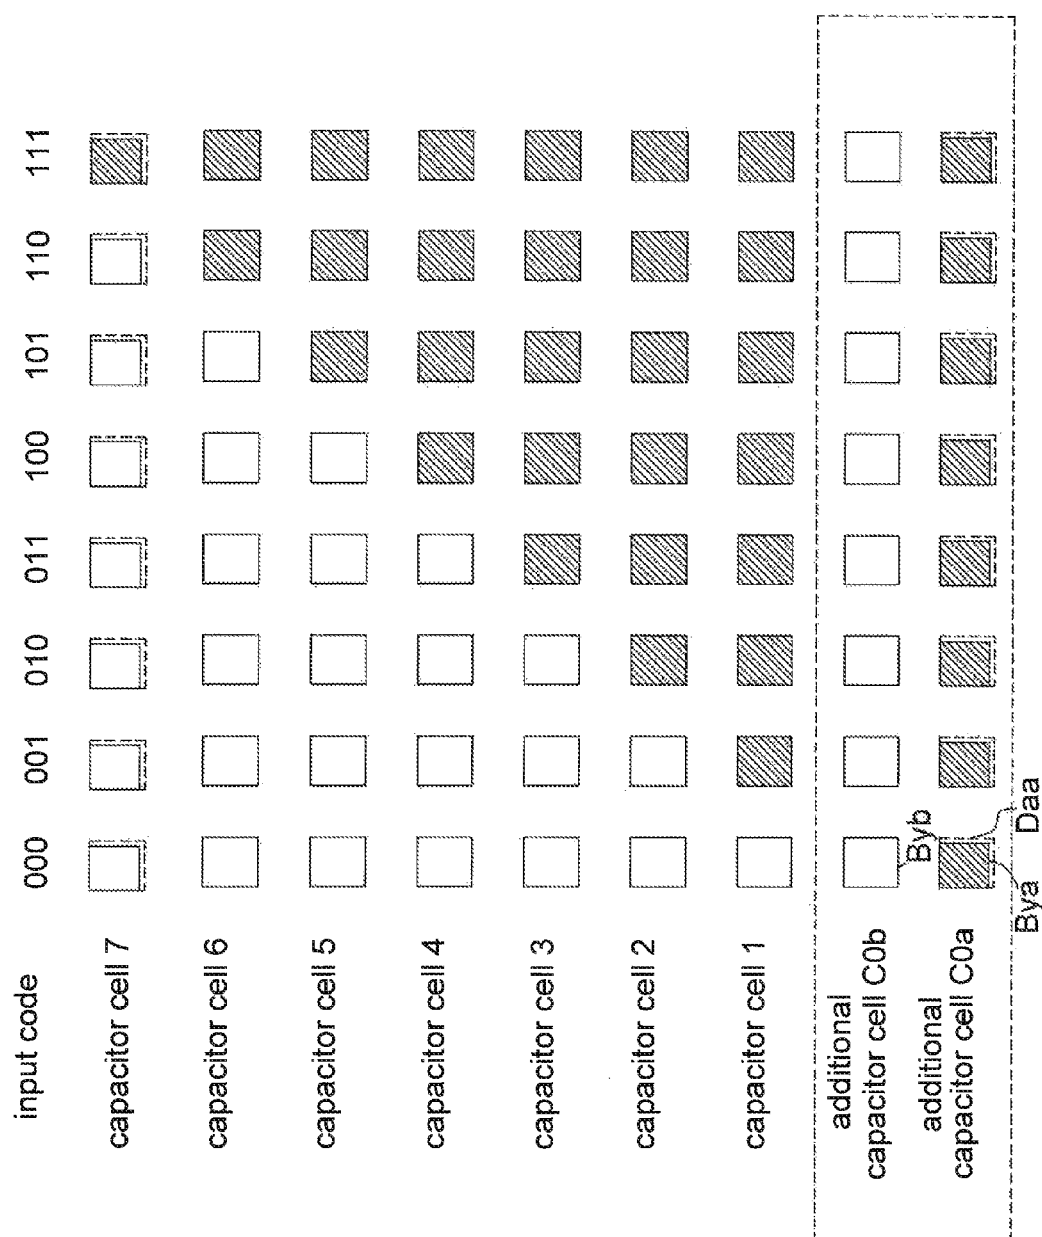 input code 000 001 010 011 100 101 110 111
capacitor cell 7
capacitor cell 6
capacitor cell 5
capacitor cell 4
capacitor cell 3
capacitor cell 2
capacitor cell 1
additional
capacitor cell C0b
Byb
additional
capacitor cell C0a
Bya
Daa